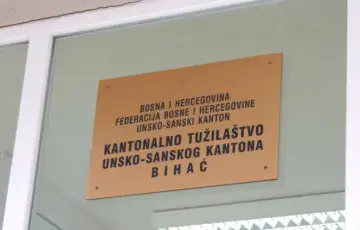 BOSNA I HERCEGOVINA
FEDERACIJA BOSNE I HERCEGOVINE
UNSKO-SANSKI KANTON
KANTONALNO TUŽILAŠTVO
UNSKO-SANSKOG KANTONA
BIHAĆ